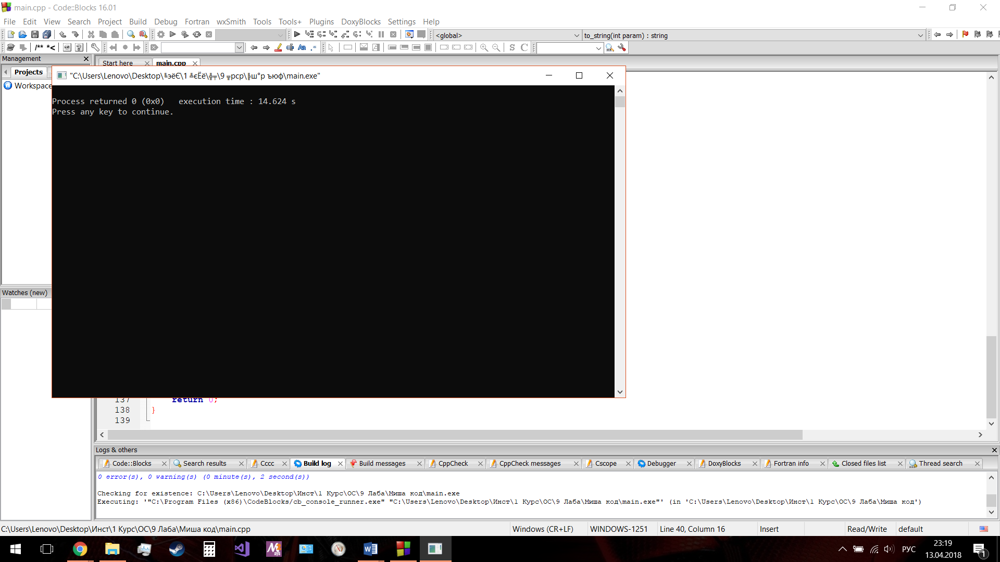 main.cpp - Code::Blocks 16.01
File Edit View Search Project Build Debug Fortran wxSmith Tools Tools+ Plugins DoxyBlocks Settings Help
<global> to_string(int param) : string
/** *< Aa .* S C
Management
Start here main.cpp
Projects
Workspace
"C:\Users\Lenovo\Desktop\╚эёЄ\1 ╩єЁё\╬╤\9 ╦рср\╠ш°р ъюф\main.exe"
Process returned 0 (0x0) execution time : 14.624 s
Press any key to continue.
Watches (new)
137 return 0;
138 }
139
Logs & others
Code::Blocks Search results Cccc Build log Build messages CppCheck CppCheck messages Cscope Debugger DoxyBlocks Fortran info Closed files list Thread search
0 error(s), 0 warning(s) (0 minute(s), 2 second(s))
Checking for existence: C:\Users\Lenovo\Desktop\Инст\1 Курс\ОС\9 Лаба\Миша код\main.exe
Executing: '"C:\Program Files (x86)\CodeBlocks/cb_console_runner.exe" "C:\Users\Lenovo\Desktop\Инст\1 Курс\ОС\9 Лаба\Миша код\main.exe"' (in 'C:\Users\Lenovo\Desktop\Инст\1 Курс\ОС\9 Лаба\Миша код')
C:\Users\Lenovo\Desktop\Инст\1 Курс\ОС\9 Лаба\Миша код\main.cpp Windows (CR+LF) WINDOWS-1251 Line 40, Column 16 Insert Read/Write default
РУС
23:19
13.04.2018
1